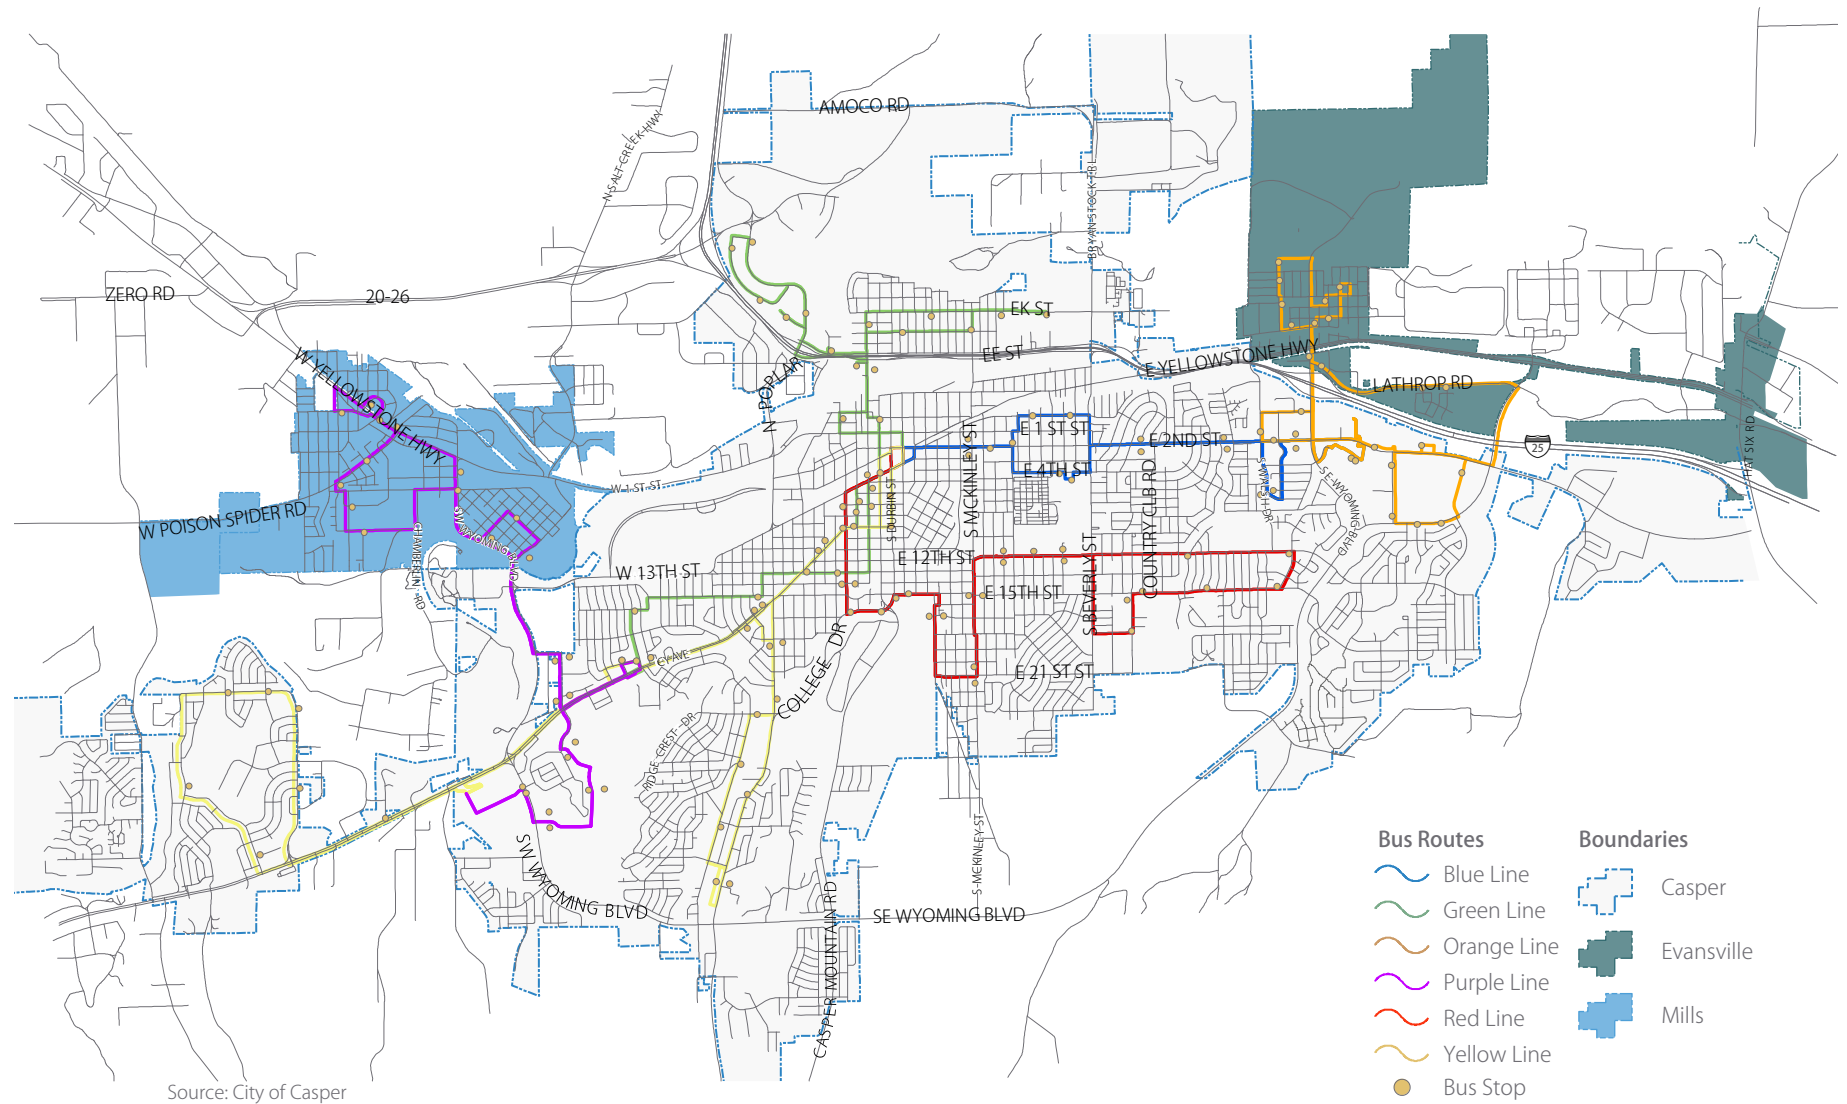 AMOCO RD
N SALT CREEK HWY
BRYAN STOCK TRL
ZERO RD
20-26
EK ST
EE ST
E YELLOWSTONE HWY
W YELLOWSTONE HWY
N POPLAR
LATHROP RD
E 1 ST ST
E 2ND ST
E 4TH ST
25
HAT SIX RD
W 1 ST ST
S DURBIN ST
S MCKINLEY ST
COUNTRY CLB RD
S WALSH DR
SE WYOMING BLVD
W POISON SPIDER RD
CHAMBERLIN RD
SW WYOMING BLVD
W 13TH ST
E 12TH ST
E 15TH ST
S BEVERLY ST
CY AVE
COLLEGE DR
E 21 ST ST
RIDGE CREST DR
S MCKINLEY ST
SW WYOMING BLVD
SE WYOMING BLVD
CASPER MOUNTAIN RD
Bus Routes
Blue Line
Green Line
Orange Line
Purple Line
Red Line
Yellow Line
Bus Stop
Boundaries
Casper
Evansville
Mills
Source: City of Casper